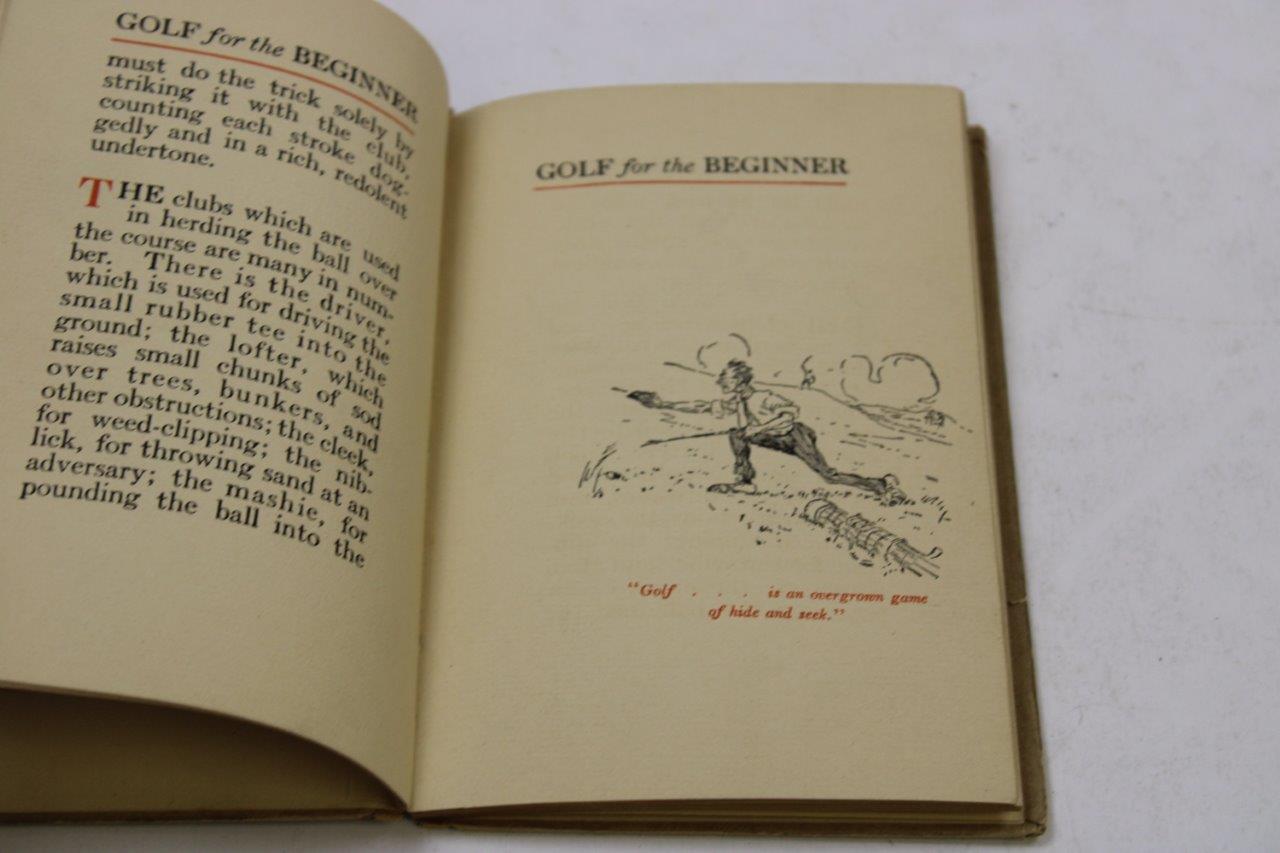 GOLF for the BEGINNER
must do the trick solely by
striking it with the club,
counting each stroke dog-
gedly and in a rich, redolent
undertone.
THE clubs which are used
in herding the ball over
the course are many in num-
ber. There is the driver,
which is used for driving the
small rubber tee into the
ground; the lofter, which
raises small chunks of sod
over trees, bunkers, and
other obstructions; the cleek,
for weed-clipping; the nib-
lick, for throwing sand at an
adversary; the mashie, for
pounding the ball into the
GOLF for the BEGINNER
“Golf . . . is an overgrown game
of hide and seek.”